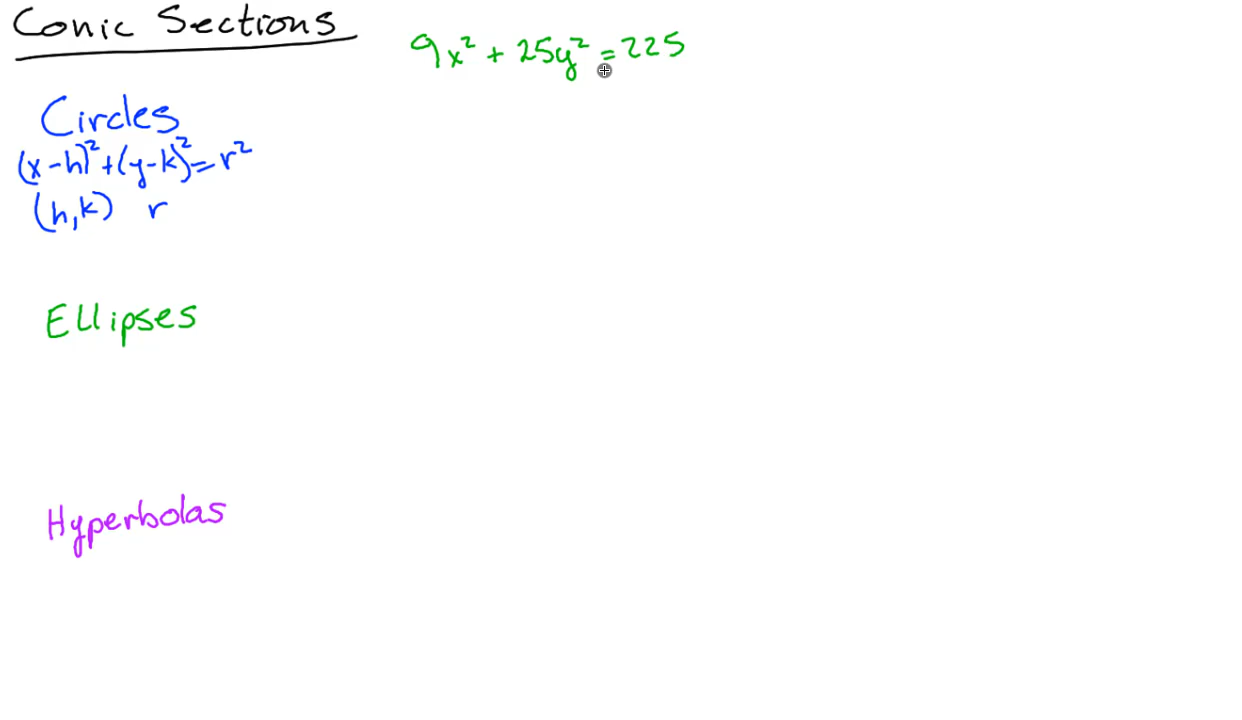 Conic Sections
9x² + 25y² = 225
Circles
(x-h)²+(y-k)²=r²
(h,k) r
Ellipses
Hyperbolas